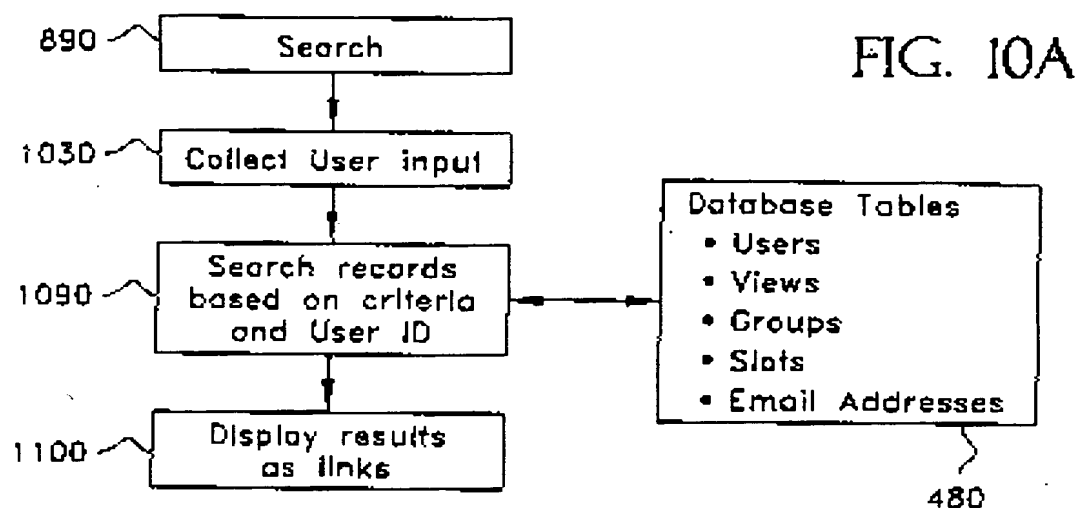 FIG. 10A
890
Search
1030
Collect User input
1090
Search records
based on criteria
and User ID
Database Tables
• Users
• Views
• Groups
• Slots
• Email Addresses
1100
Display results
as links
480